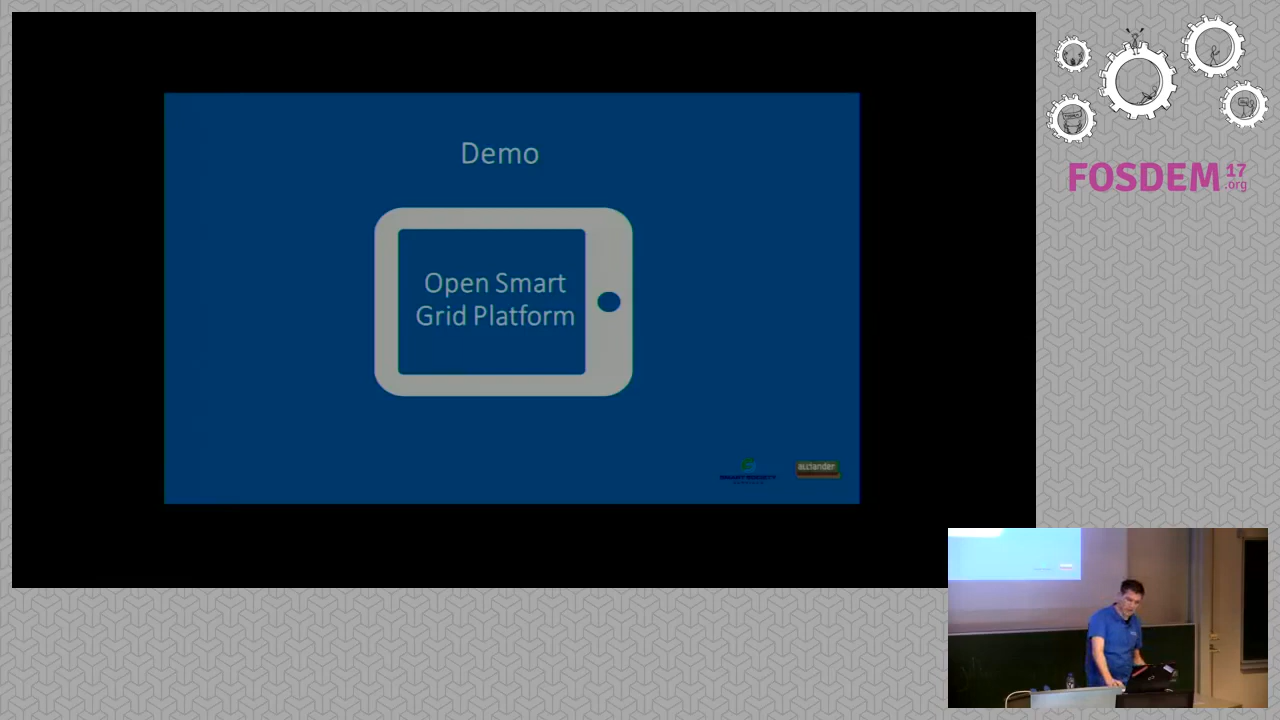 Demo
Open Smart
Grid Platform
alliander
FOSDEM 17
.org